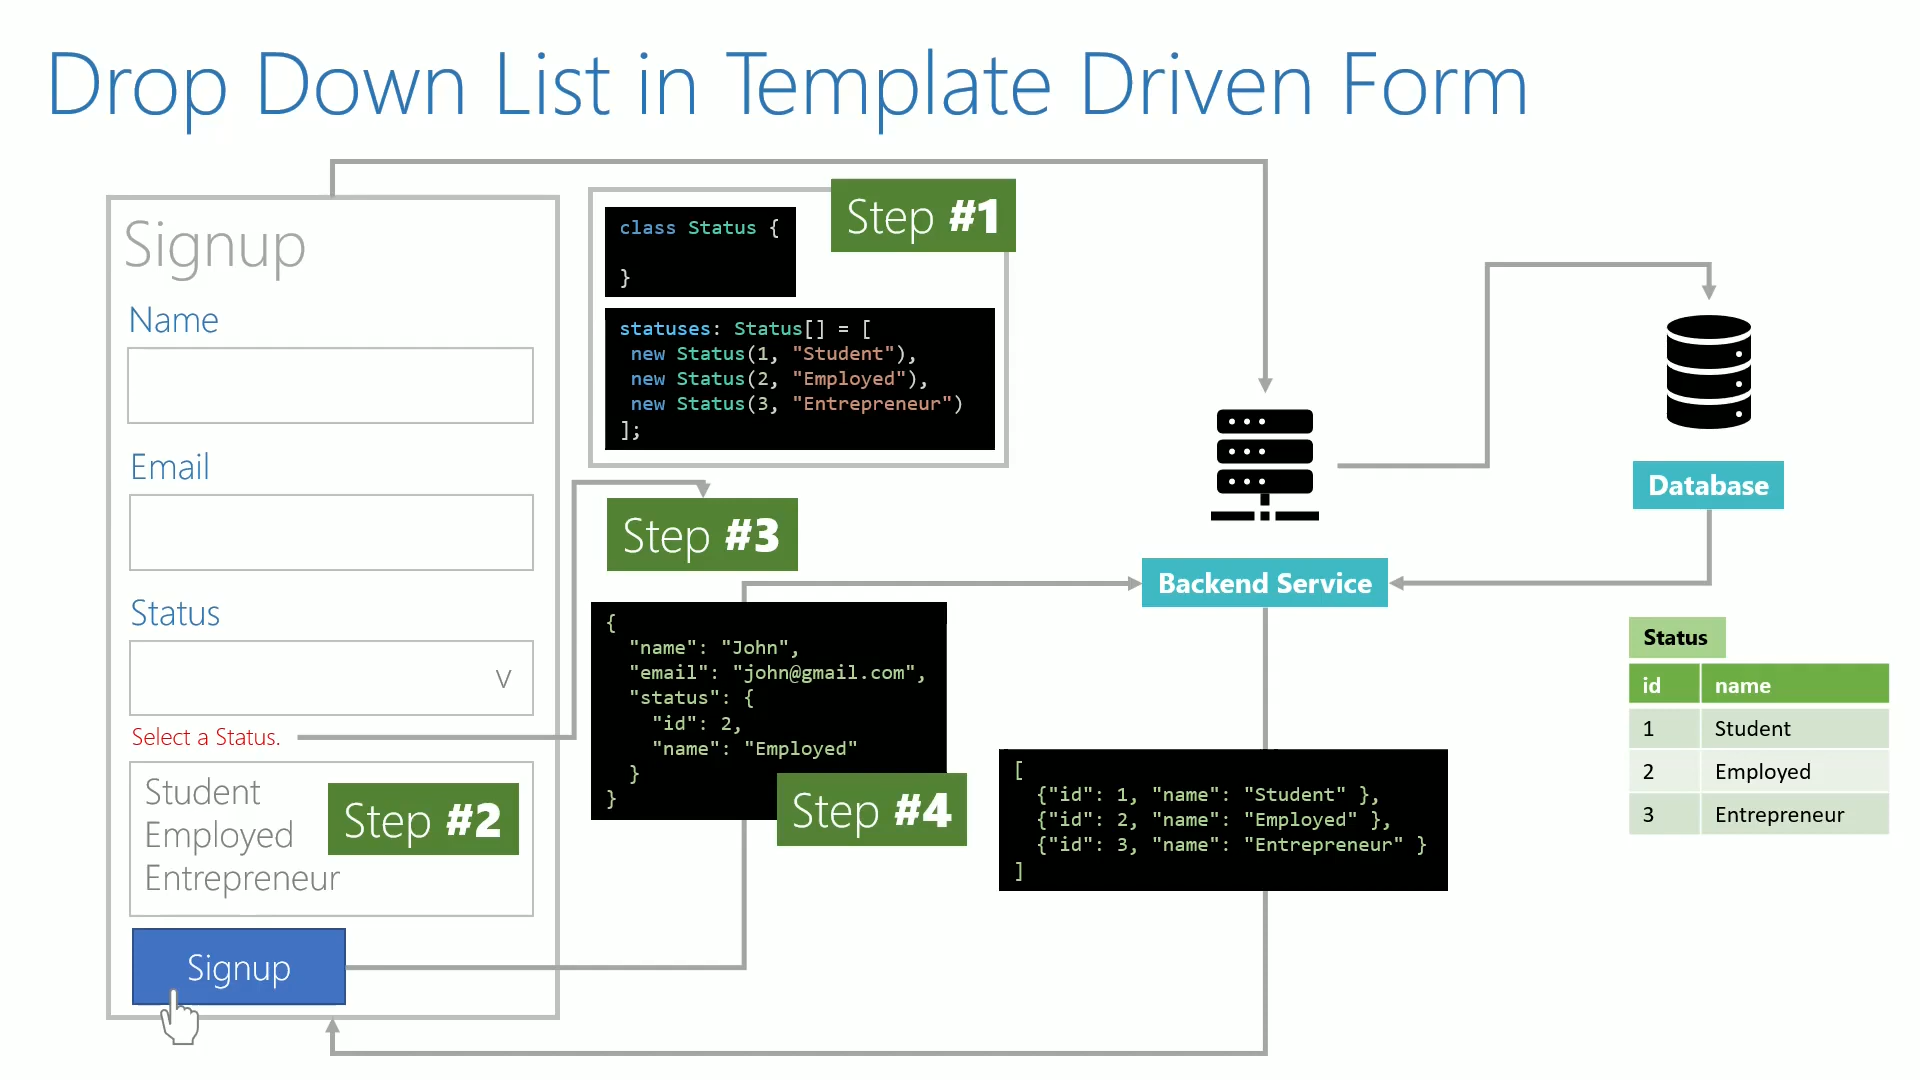 Drop Down List in Template Driven Form
Signup
Name
Email
Status
V
Select a Status.
Student
Employed
Entrepreneur
Step #2
Signup
Step #1
class Status {
}
statuses: Status[] = [
new Status(1, "Student"),
new Status(2, "Employed"),
new Status(3, "Entrepreneur")
];
Step #3
{
"name": "John",
"email": "john@gmail.com",
"status": {
"id": 2,
"name": "Employed"
}
}
Step #4
Backend Service
[
{"id": 1, "name": "Student" },
{"id": 2, "name": "Employed" },
{"id": 3, "name": "Entrepreneur" }
]
Database
Status
id name
1 Student
2 Employed
3 Entrepreneur